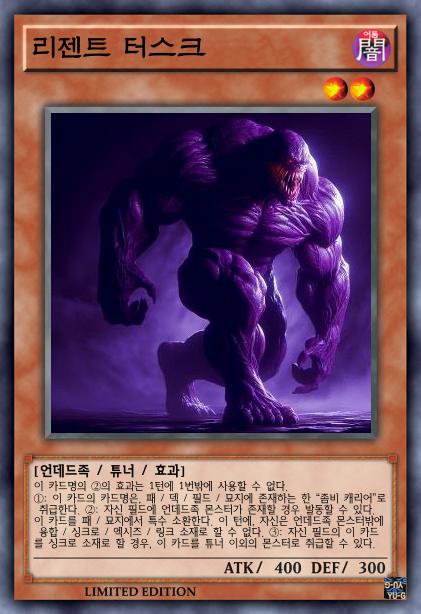 리젠트 터스크
어둠
闇
[언데드족 / 튜너 / 효과]
이 카드명의 ②의 효과는 1턴에 1번밖에 사용할 수 없다.
①: 이 카드의 카드명은, 패 / 덱 / 필드 / 묘지에 존재하는 한 "좀비 캐리어"로
취급한다. ②: 자신 필드에 언데드족 몬스터가 존재할 경우 발동할 수 있다.
이 카드를 패 / 묘지에서 특수 소환한다. 이 턴에, 자신은 언데드족 몬스터밖에
융합 / 싱크로 / 엑시즈 / 링크 소재로 할 수 없다. ③: 자신 필드의 이 카드
를 싱크로 소재로 할 경우, 이 카드를 튜너 이외의 몬스터로 취급할 수 있다.
ATK/ 400 DEF/ 300
LIMITED EDITION